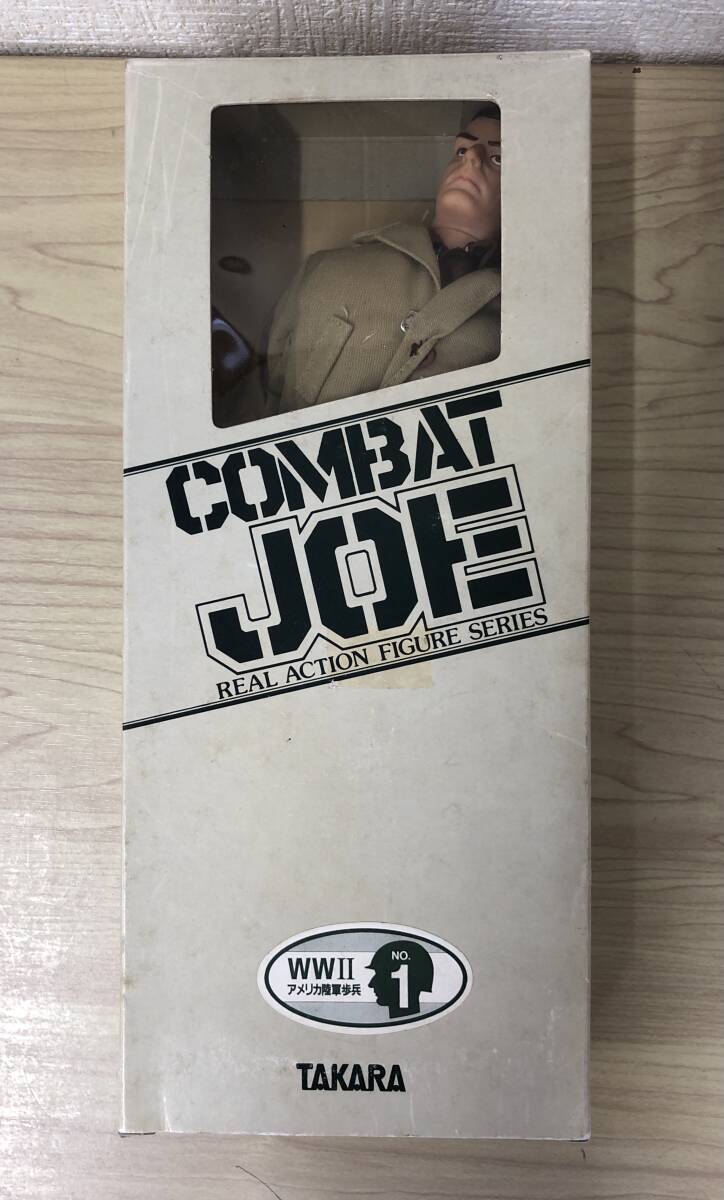 COMBAT
JOE
REAL ACTION FIGURE SERIES
WWII
アメリカ陸軍歩兵
NO.
1
TAKARA